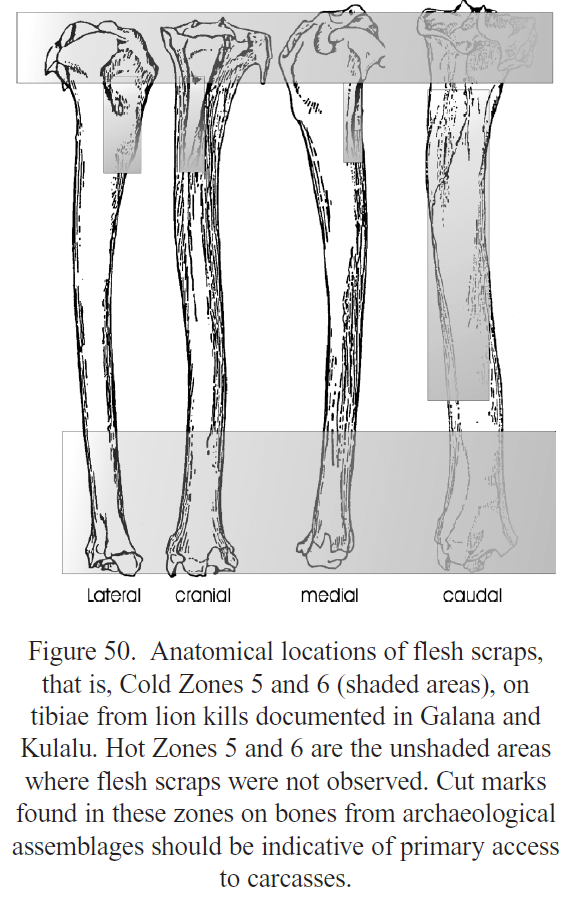 Lateral cranial medial caudal
Figure 50. Anatomical locations of flesh scraps,
that is, Cold Zones 5 and 6 (shaded areas), on
tibiae from lion kills documented in Galana and
Kulalu. Hot Zones 5 and 6 are the unshaded areas
where flesh scraps were not observed. Cut marks
found in these zones on bones from archaeological
assemblages should be indicative of primary access
to carcasses.